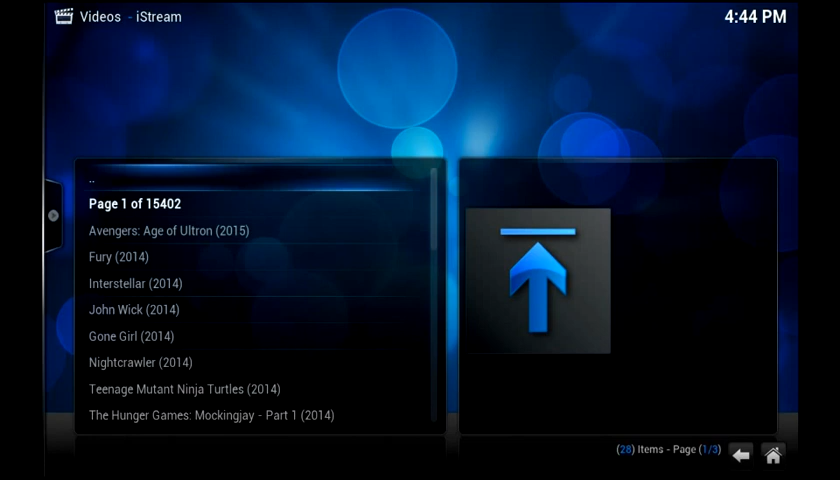 Videos - iStream
4:44 PM
..
Page 1 of 15402
Avengers: Age of Ultron (2015)
Fury (2014)
Interstellar (2014)
John Wick (2014)
Gone Girl (2014)
Nightcrawler (2014)
Teenage Mutant Ninja Turtles (2014)
The Hunger Games: Mockingjay - Part 1 (2014)
(28) Items - Page (1/3)